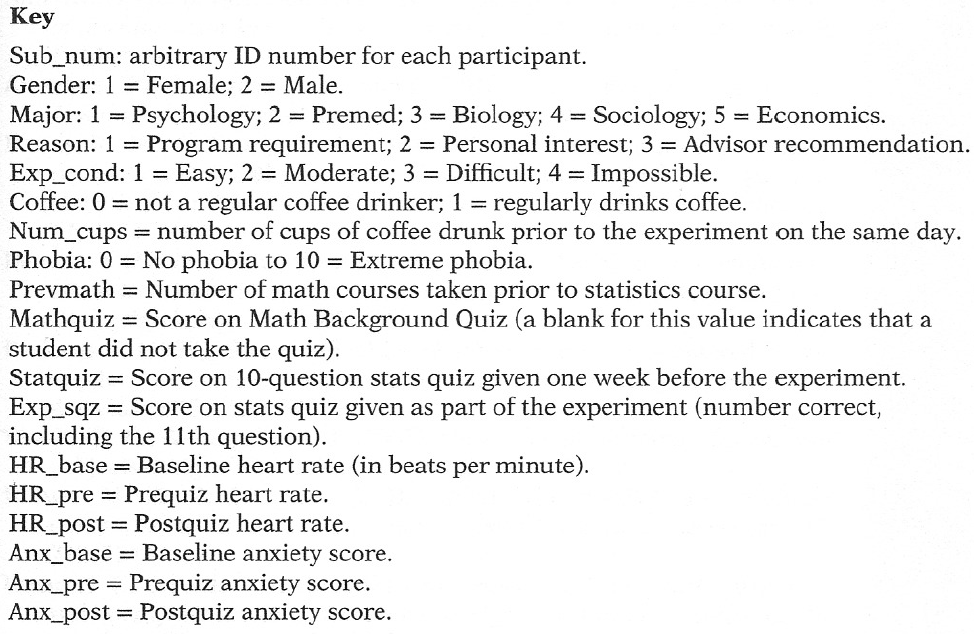 Key
Sub_num: arbitrary ID number for each participant.
Gender: 1 = Female; 2 = Male.
Major: 1 = Psychology; 2 = Premed; 3 = Biology; 4 = Sociology; 5 = Economics.
Reason: 1 = Program requirement; 2 = Personal interest; 3 = Advisor recommendation.
Exp_cond: 1 = Easy; 2 = Moderate; 3 = Difficult; 4 = Impossible.
Coffee: 0 = not a regular coffee drinker; 1 = regularly drinks coffee.
Num_cups = number of cups of coffee drunk prior to the experiment on the same day.
Phobia: 0 = No phobia to 10 = Extreme phobia.
Prevmath = Number of math courses taken prior to statistics course.
Mathquiz = Score on Math Background Quiz (a blank for this value indicates that a
student did not take the quiz).
Statquiz = Score on 10-question stats quiz given one week before the experiment.
Exp_sqz = Score on stats quiz given as part of the experiment (number correct,
including the 11th question).
HR_base = Baseline heart rate (in beats per minute).
HR_pre = Prequiz heart rate.
HR_post = Postquiz heart rate.
Anx_base = Baseline anxiety score.
Anx_pre = Prequiz anxiety score.
Anx_post = Postquiz anxiety score.